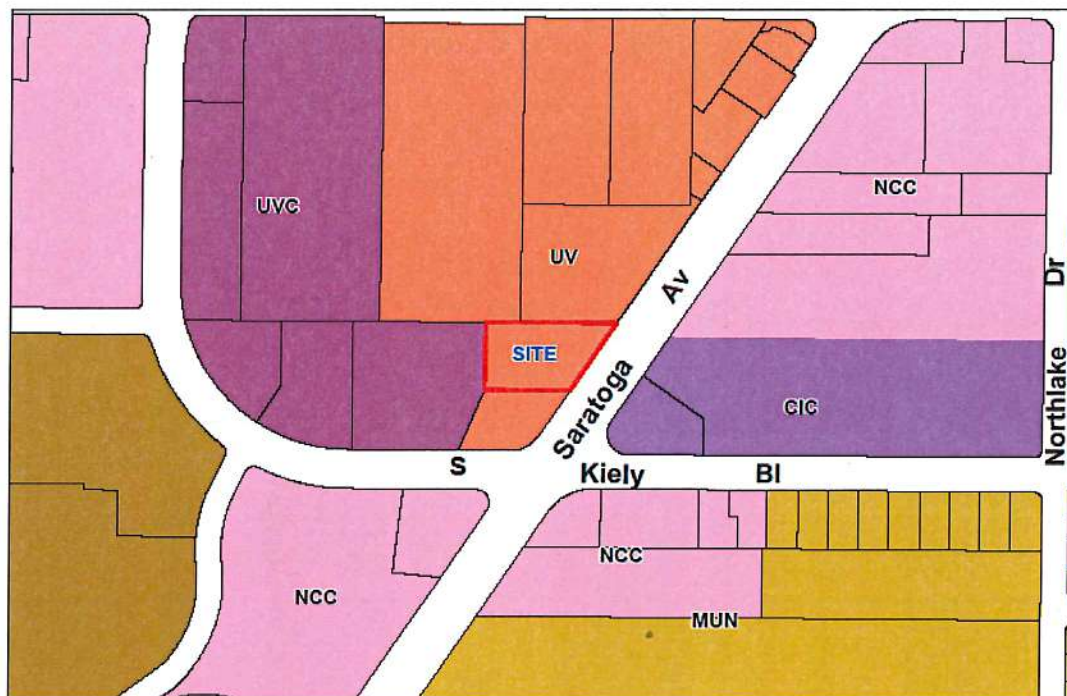 NCC
UVC
UV
Av
Dr
SITE
Saratoga
CIC
Northlake
S
Kiely
Bl
NCC
NCC
MUN